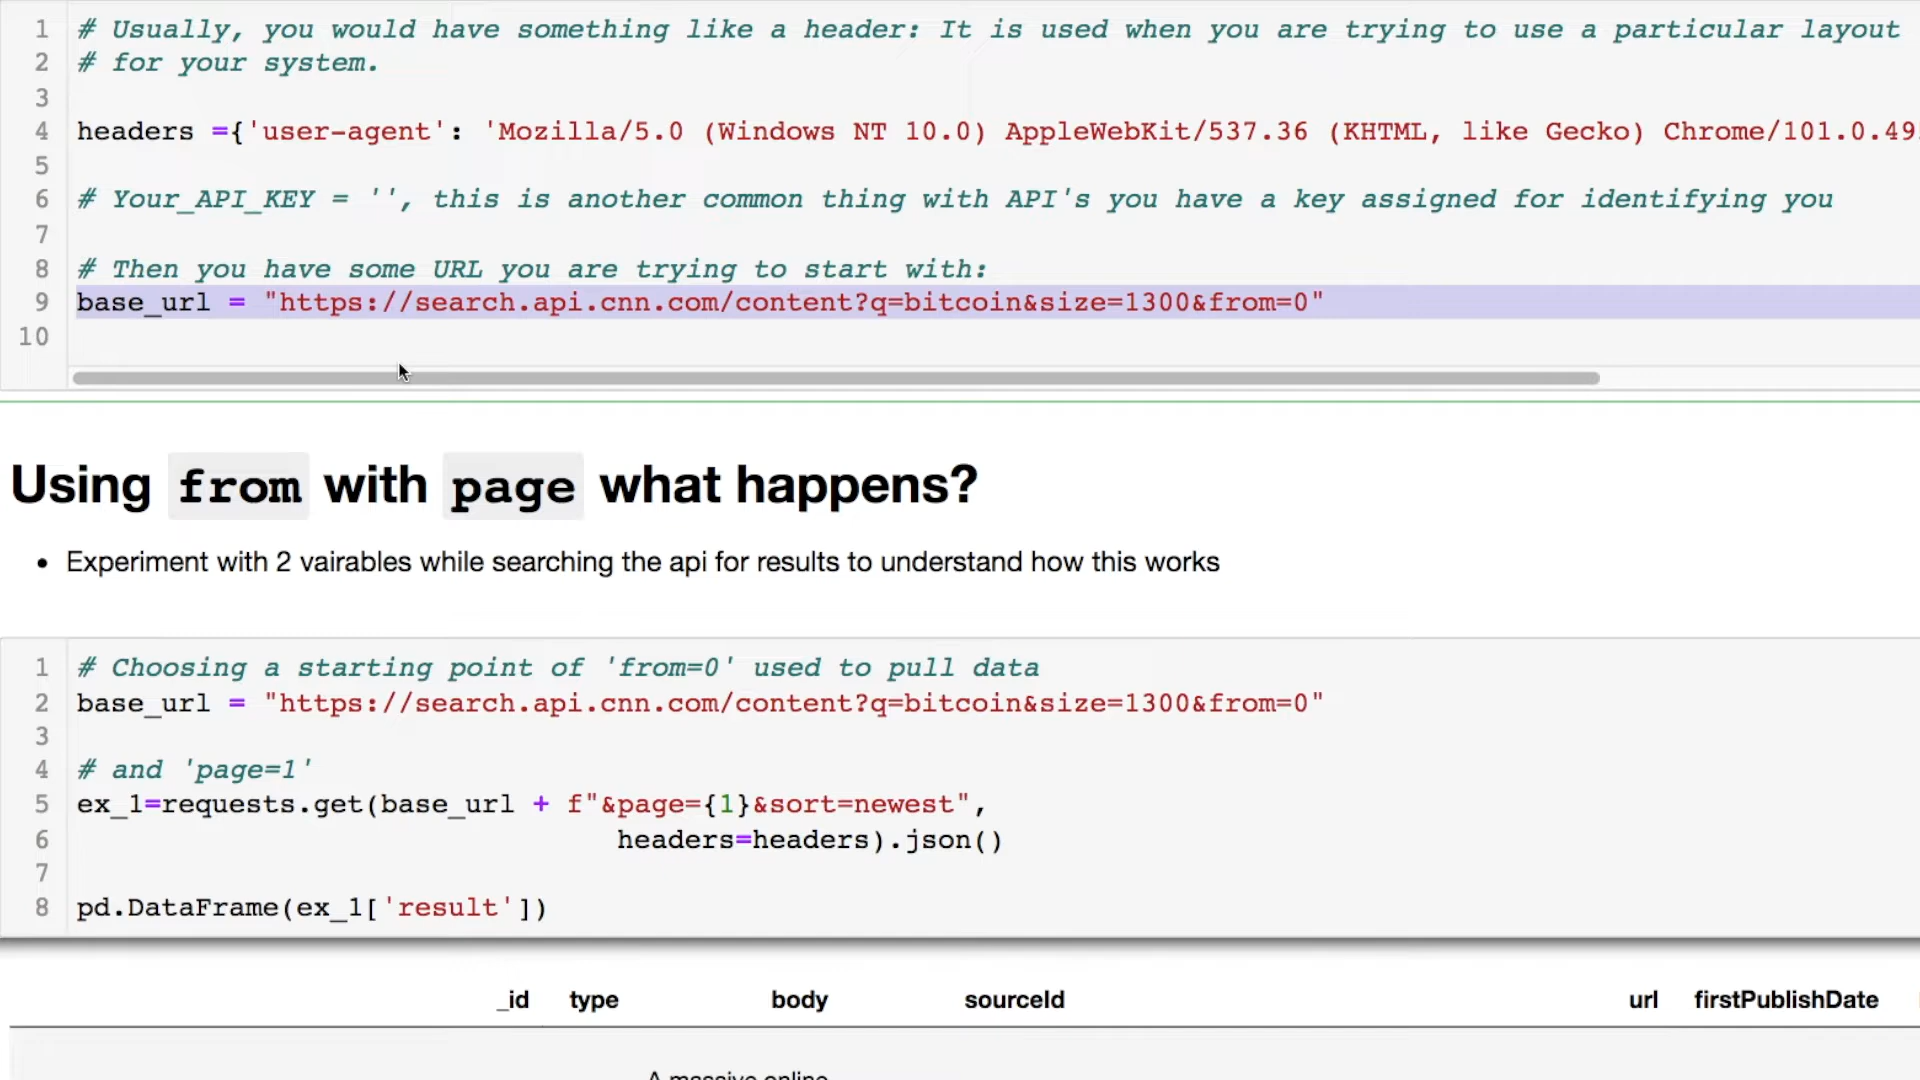 1 # Usually, you would have something like a header: It is used when you are trying to use a particular layout
2 # for your system.
3
4 headers ={'user-agent': 'Mozilla/5.0 (Windows NT 10.0) AppleWebKit/537.36 (KHTML, like Gecko) Chrome/101.0.49
5
6 # Your_API_KEY = '', this is another common thing with API's you have a key assigned for identifying you
7
8 # Then you have some URL you are trying to start with:
9 base_url = "https://search.api.cnn.com/content?q=bitcoin&size=1300&from=0"
10
Using from with page what happens?
• Experiment with 2 vairables while searching the api for results to understand how this works
1 # Choosing a starting point of 'from=0' used to pull data
2 base_url = "https://search.api.cnn.com/content?q=bitcoin&size=1300&from=0"
3
4 # and 'page=1'
5 ex_1=requests.get(base_url + f"&page={1}&sort=newest",
6 headers=headers).json()
7
8 pd.DataFrame(ex_1['result'])
_id type body sourceId url firstPublishDate
A massive online